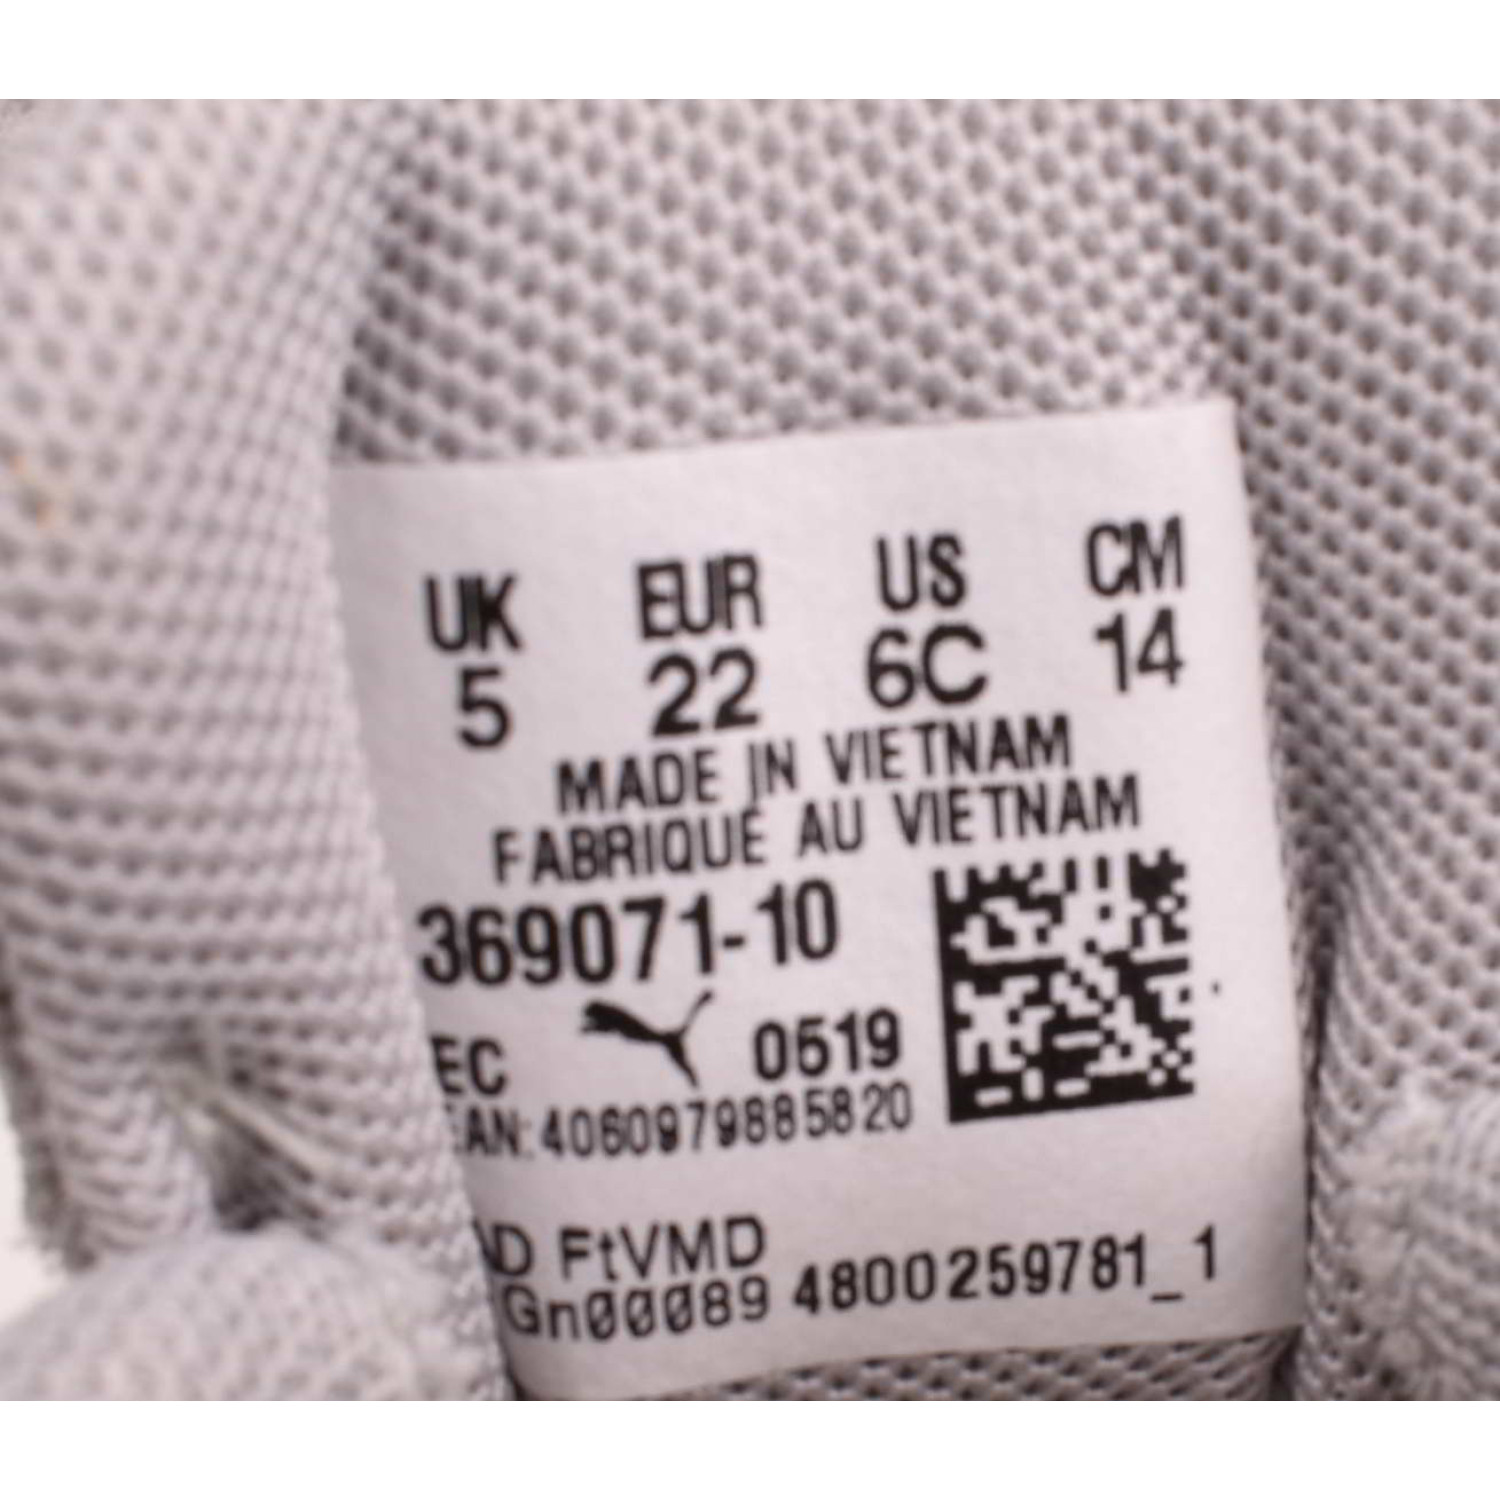 UK EUR US CM
5 22 6C 14
MADE IN VIETNAM
FABRIQUÉ AU VIETNAM
369071-10
EC 0519
EAN:4060979885820
FtVMD
Gn00089 4800259781_1